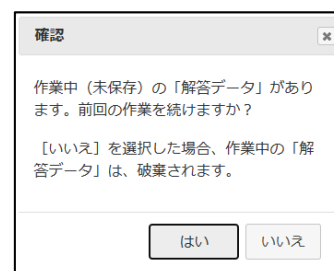 確認
作業中（未保存）の「解答データ」があり
ます。前回の作業を続けますか？
［いいえ］を選択した場合、作業中の「解
答データ」は、破棄されます。
はい
いいえ